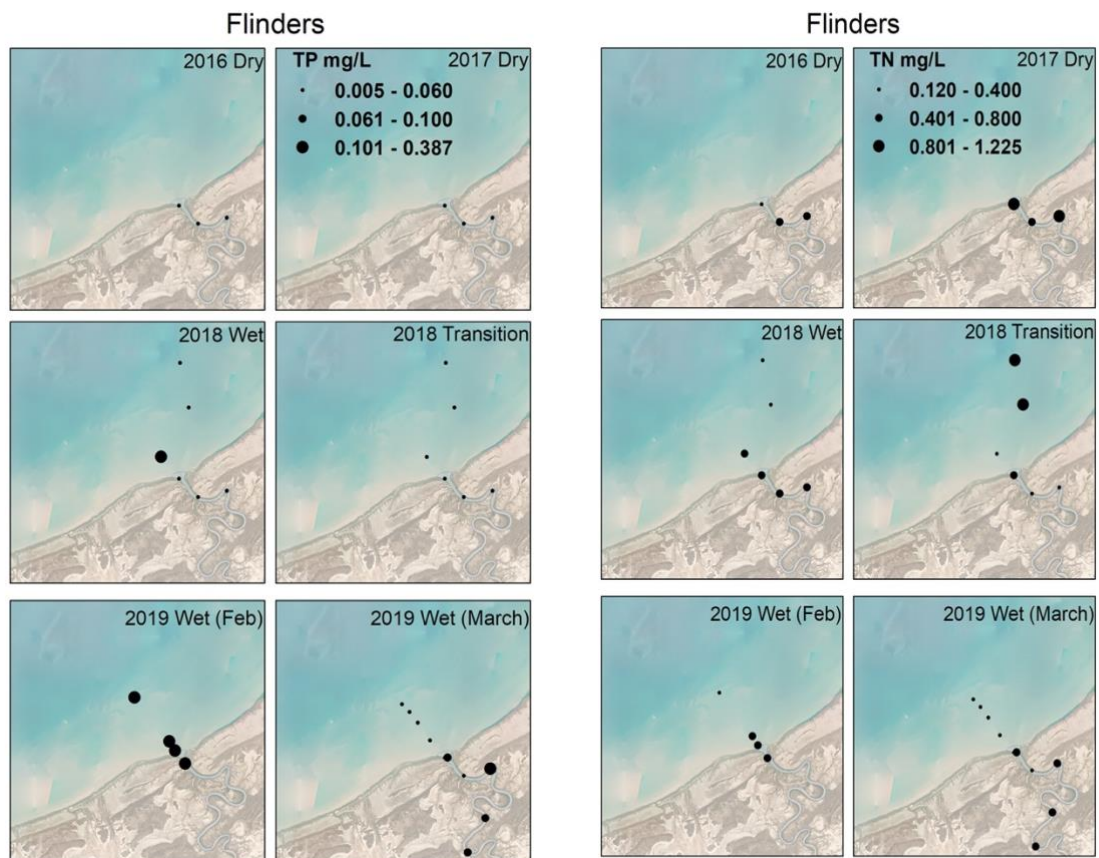 Flinders
2016 Dry
TP mg/L
2017 Dry
0.005 - 0.060
0.061 - 0.100
0.101 - 0.387
2018 Wet
2018 Transition
2019 Wet (Feb)
2019 Wet (March)
Flinders
2016 Dry
TN mg/L
2017 Dry
0.120 - 0.400
0.401 - 0.800
0.801 - 1.225
2018 Wet
2018 Transition
2019 Wet (Feb)
2019 Wet (March)